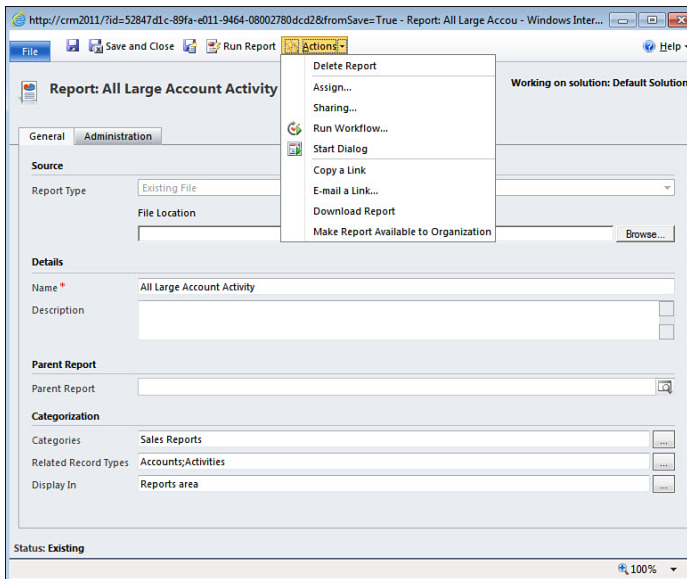 http://crm2011/?id=52847d1c-89fa-e011-9464-08002780dcd2&fromSave=True - Report: All Large Accou - Windows Inter...
File Save and Close Run Report Actions Help
Delete Report
Report: All Large Account Activity
Working on solution: Default Solution
Assign...
Sharing...
Run Workflow...
Start Dialog
Copy a Link
E-mail a Link...
Download Report
Make Report Available to Organization
General Administration
Source
Report Type Existing File
File Location
Browse...
Details
Name* All Large Account Activity
Description
Parent Report
Parent Report
Categorization
Categories Sales Reports ...
Related Record Types Accounts;Activities ...
Display In Reports area ...
Status: Existing
100%